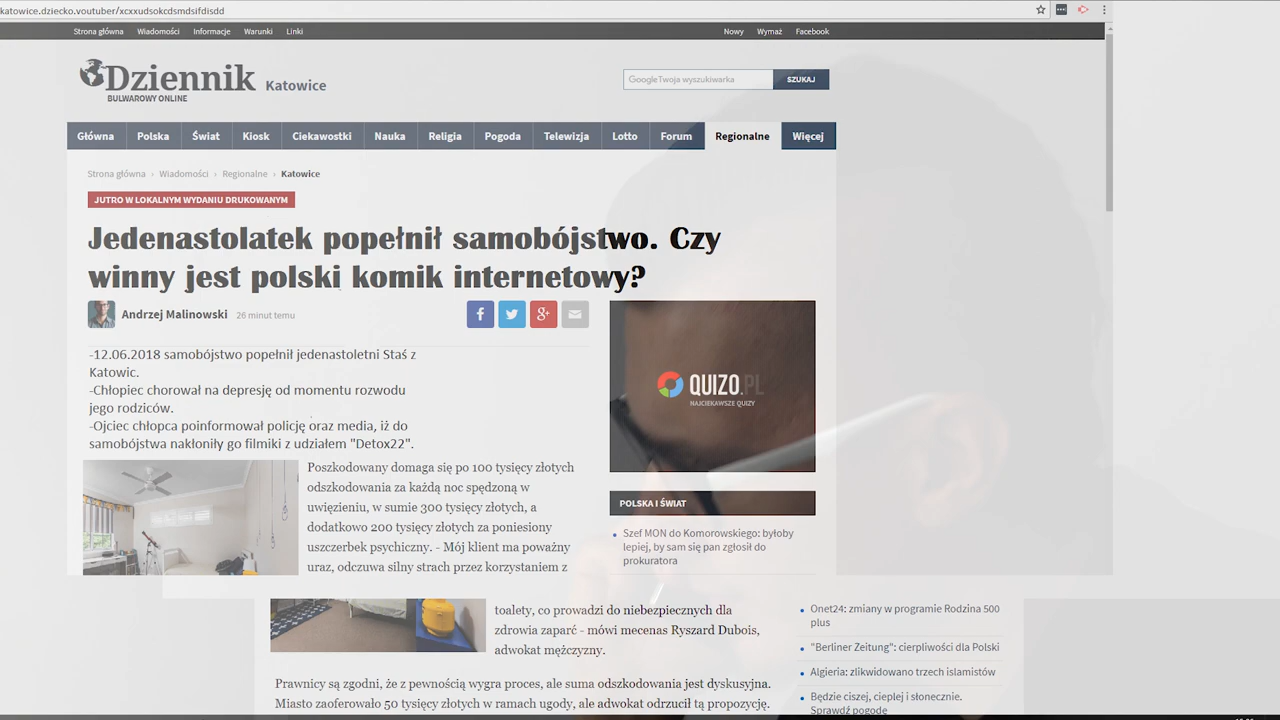 katowice.dziecko.voutuber/xcxxudsokcdsmdsifdisdd
Strona główna Wiadomości Informacje Warunki Linki Nowy Wymaż Facebook
Dziennik Katowice
BULWAROWY ONLINE
GoogleTwoja wyszukiwarka SZUKAJ
Główna Polska Świat Kiosk Ciekawostki Nauka Religia Pogoda Telewizja Lotto Forum Regionalne Więcej
Strona główna › Wiadomości › Regionalne › Katowice
JUTRO W LOKALNYM WYDANIU DRUKOWANYM
Jedenastolatek popełnił samobójstwo. Czy
winny jest polski komik internetowy?
Andrzej Malinowski 26 minut temu
-12.06.2018 samobójstwo popełnił jedenastoletni Staś z
Katowic.
-Chłopiec chorował na depresję od momentu rozwodu
jego rodziców.
-Ojciec chłopca poinformował policję oraz media, iż do
samobójstwa nakłoniły go filmiki z udziałem "Detox22".
Poszkodowany domaga się po 100 tysięcy złotych
odszkodowania za każdą noc spędzoną w
uwięzieniu, w sumie 300 tysięcy złotych, a
dodatkowo 200 tysięcy złotych za poniesiony
uszczerbek psychiczny. - Mój klient ma poważny
uraz, odczuwa silny strach przez korzystaniem z
toalety, co prowadzi do niebezpiecznych dla
zdrowia zaparć - mówi mecenas Ryszard Dubois,
adwokat mężczyzny.
Prawnicy są zgodni, że z pewnością wygra proces, ale suma odszkodowania jest dyskusyjna.
Miasto zaoferowało 50 tysięcy złotych w ramach ugody, ale adwokat odrzucił tą propozycję.
QUIZO.PL
NAJCIEKAWSZE QUIZY
POLSKA I ŚWIAT
Szef MON do Komorowskiego: byłoby
lepiej, by sam się pan zgłosił do
prokuratora
Onet24: zmiany w programie Rodzina 500
plus
"Berliner Zeitung": cierpliwości dla Polski
Algieria: zlikwidowano trzech islamistów
Będzie ciszej, cieplej i słonecznie.
Sprawdź pogodę